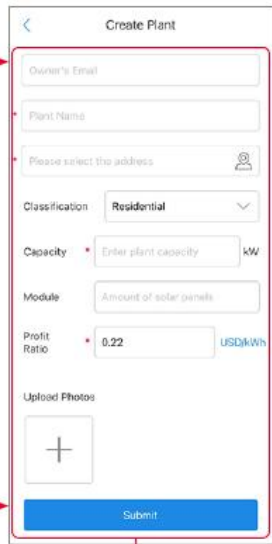 Create Plant
Owner's Email
* Plant Name
* Please select the address
Classification Residential
Capacity * Enter plant capacity kW
Module Amount of solar panels
Profit
Ratio * 0.22 USD/kWh
Upload Photos
Submit